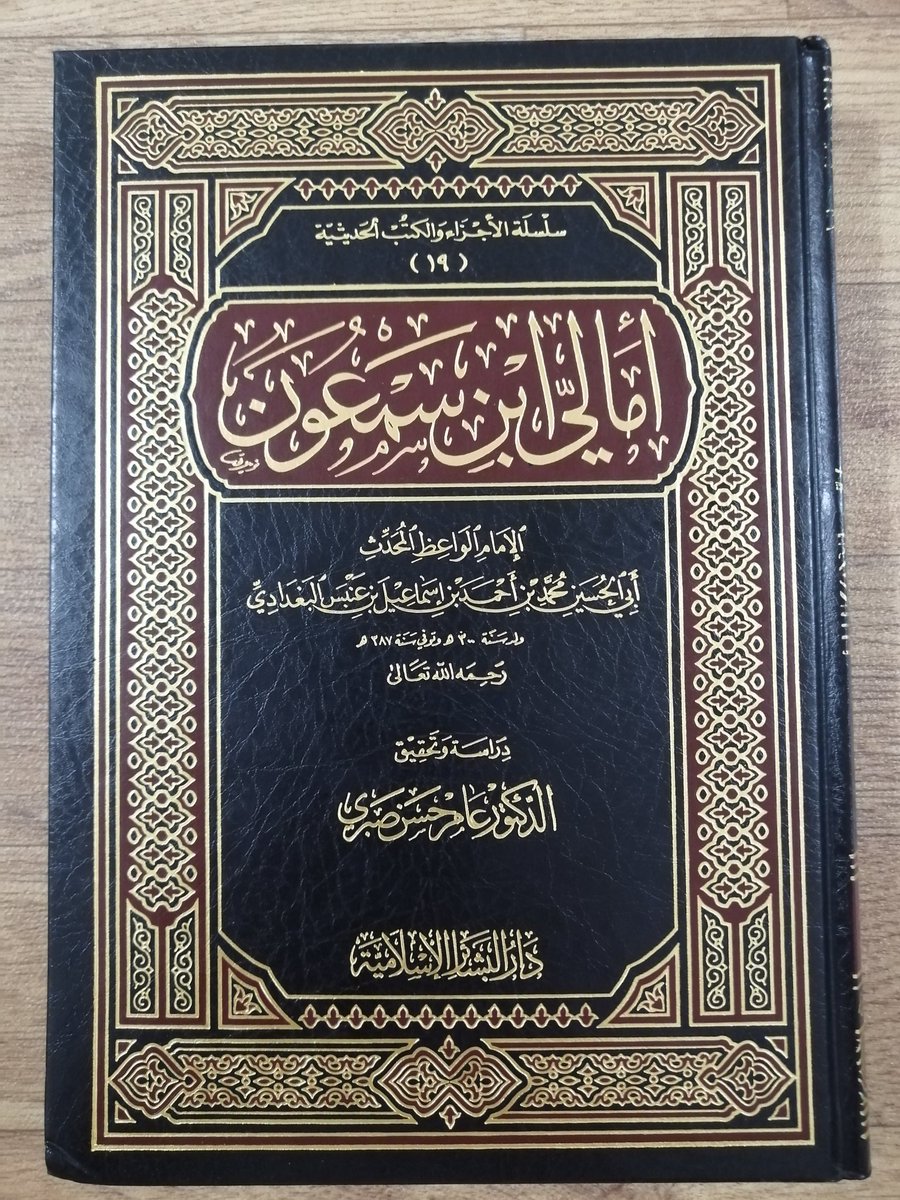 سلسلة الأجزاء والكتب الحديثية
(١٩)
أمالي ابن سمعون
الإمام الواعظ المحدث
أبي الحسين محمد بن أحمد بن إسماعيل بن عنبس البغدادي
ولد سنة ٣٠٠ هـ وتوفي سنة ٣٨٧ هـ
رحمه الله تعالى
دراسة وتحقيق
الدكتور عامر حسن صبري
دار البشائر الإسلامية